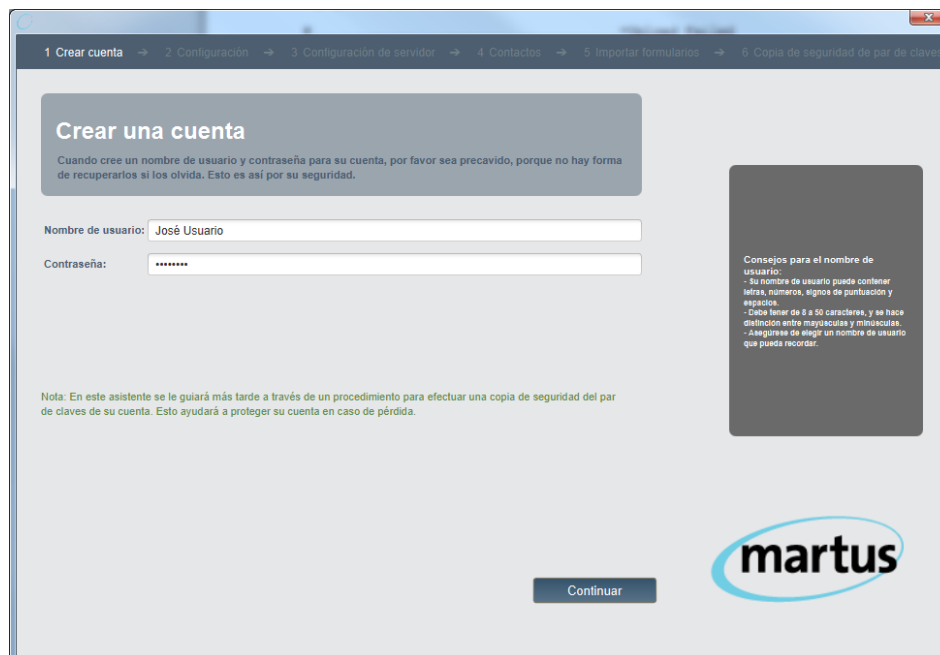 1 Crear cuenta → 2 Configuración → 3 Configuración de servidor → 4 Contactos → 5 Importar formularios → 6 Copia de seguridad de par de claves
Crear una cuenta
Cuando cree un nombre de usuario y contraseña para su cuenta, por favor sea precavido, porque no hay forma
de recuperarlos si los olvida. Esto es así por su seguridad.
Nombre de usuario: José Usuario
Contraseña: ••••••••
Consejos para el nombre de
usuario:
- Su nombre de usuario puede contener
letras, números, signos de puntuación y
espacios.
- Debe tener de 8 a 50 caracteres, y se hace
distinción entre mayúsculas y minúsculas.
- Asegúrese de elegir un nombre de usuario
que pueda recordar.
Nota: En este asistente se le guiará más tarde a través de un procedimiento para efectuar una copia de seguridad del par
de claves de su cuenta. Esto ayudará a proteger su cuenta en caso de pérdida.
martus
Continuar